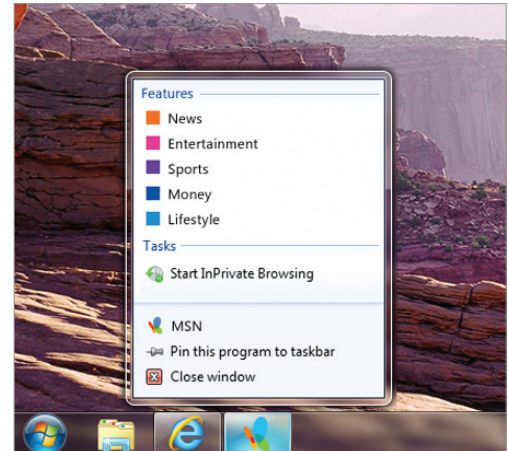 Features
News
Entertainment
Sports
Money
Lifestyle
Tasks
Start InPrivate Browsing
MSN
Pin this program to taskbar
Close window